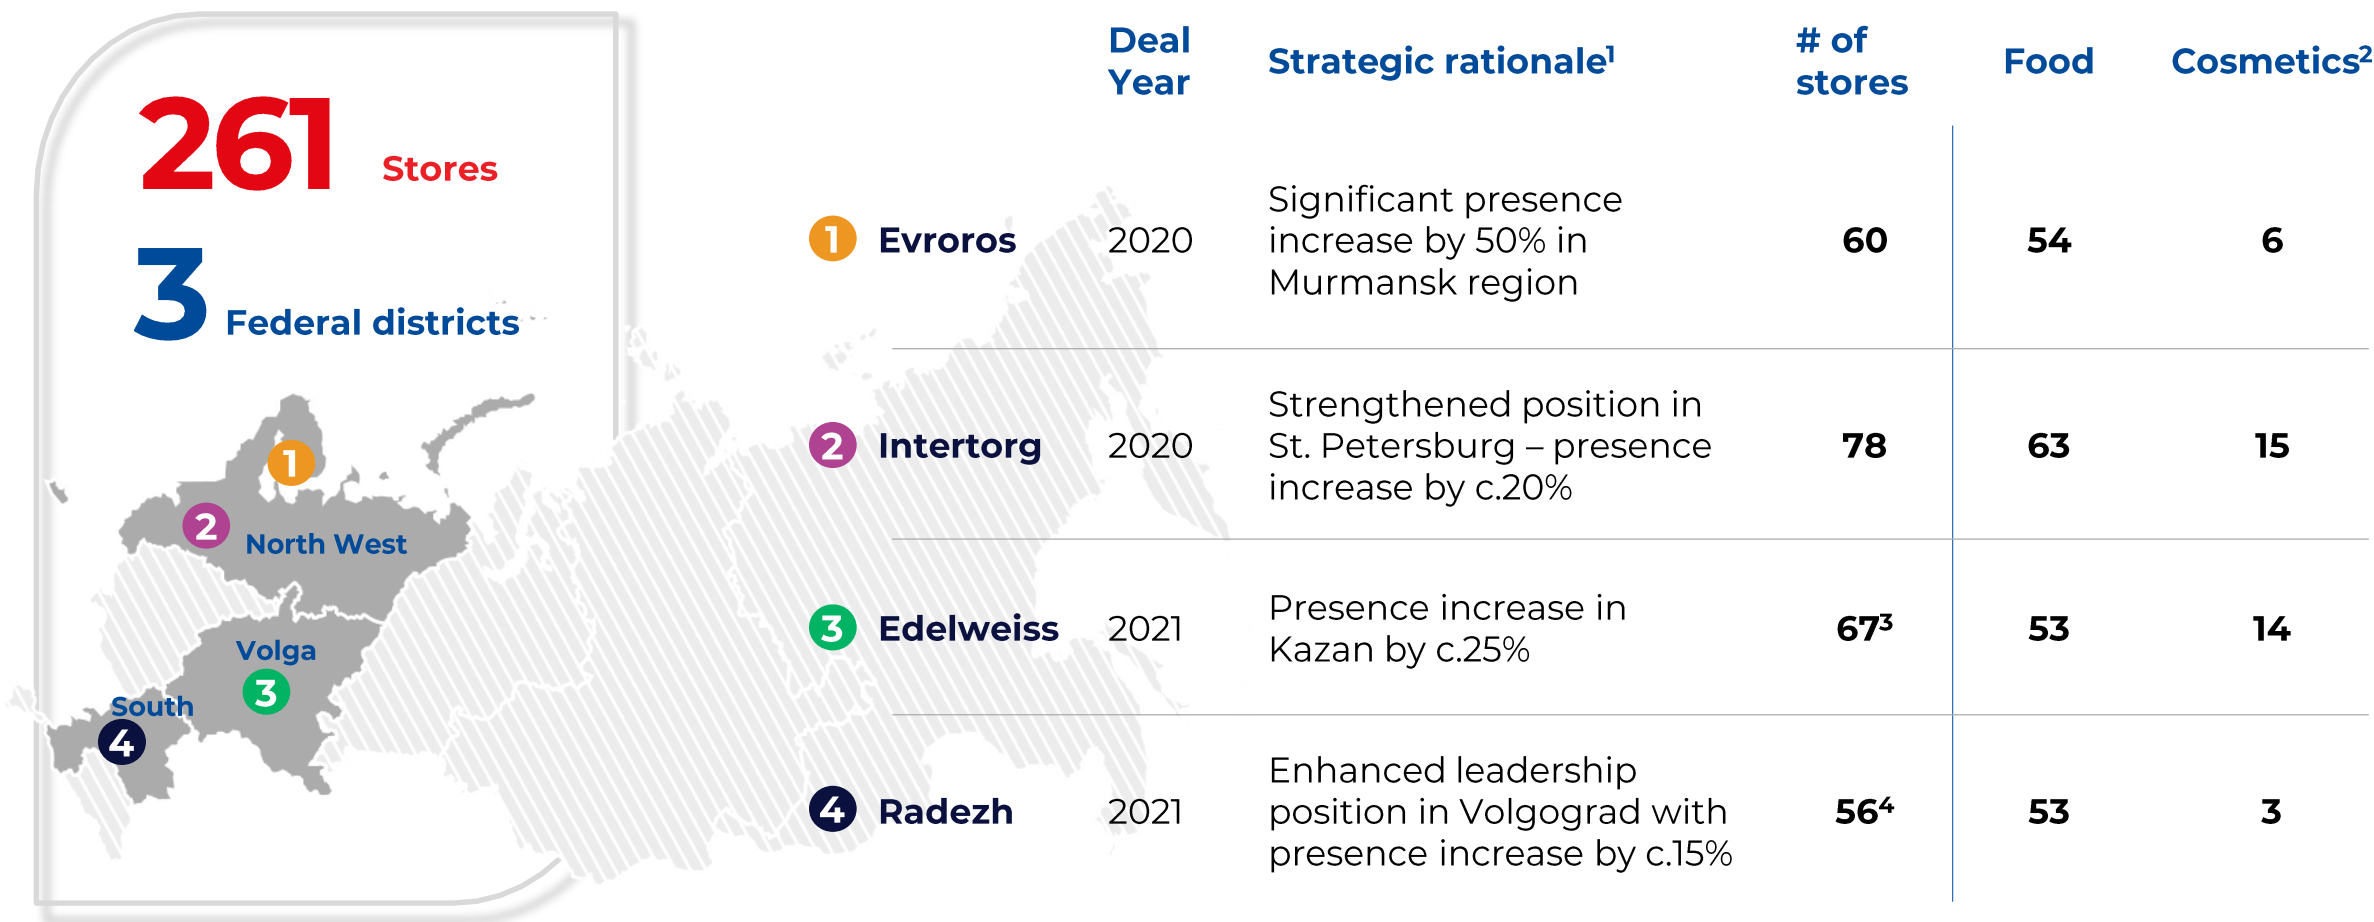 261 Stores
3 Federal districts
1
2
North West
Volga
3
South
4
Deal
Year
Strategic rationale¹
# of
stores
Food
Cosmetics²
1 Evroros 2020
Significant presence
increase by 50% in
Murmansk region
60 54 6
2 Intertorg 2020
Strengthened position in
St. Petersburg – presence
increase by c.20%
78 63 15
3 Edelweiss 2021
Presence increase in
Kazan by c.25%
67³ 53 14
4 Radezh 2021
Enhanced leadership
position in Volgograd with
presence increase by c.15%
56⁴ 53 3